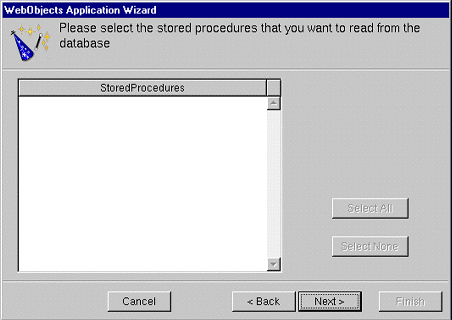 WebObjects Application Wizard
Please select the stored procedures that you want to read from the
database
StoredProcedures
Select All
Select None
Cancel
< Back
Next >
Finish